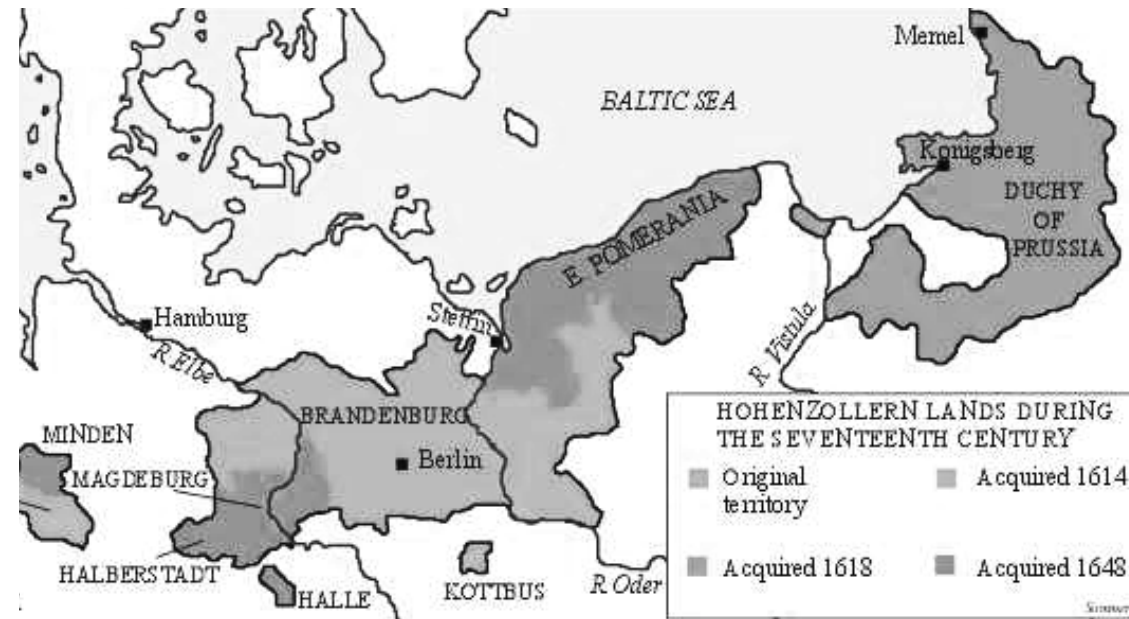 Memel
BALTIC SEA
Konigsberg
DUCHY
OF
PRUSSIA
E. POMERANIA
Stettin
Hamburg
R. Elbe
R. Vistula
BRANDENBURG
Berlin
MINDEN
MAGDEBURG
HALBERSTADT
HALLE
KOTTBUS
R. Oder
HOHENZOLLERN LANDS DURING
THE SEVENTEENTH CENTURY
Original
territory
Acquired 1614
Acquired 1618
Acquired 1648